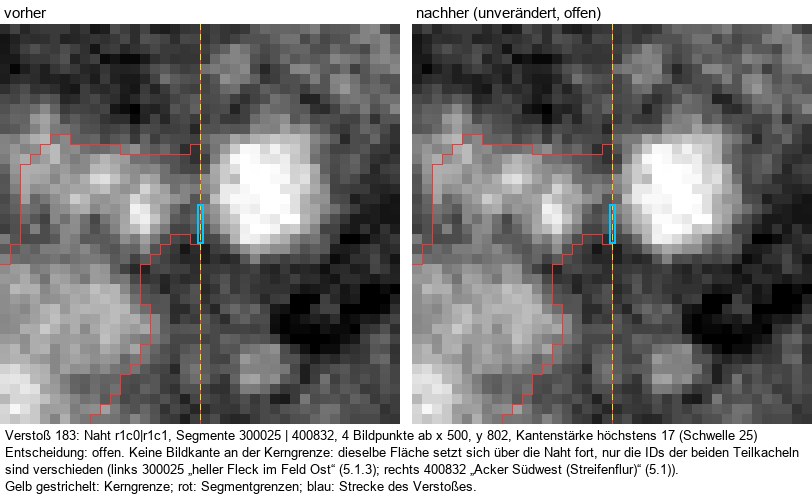 vorher
nachher (unverändert, offen)
Verstoß 183: Naht r1c0|r1c1, Segmente 300025 | 400832, 4 Bildpunkte ab x 500, y 802, Kantenstärke höchstens 17 (Schwelle 25)
Entscheidung: offen. Keine Bildkante an der Kerngrenze: dieselbe Fläche setzt sich über die Naht fort, nur die IDs der beiden Teilkacheln
sind verschieden (links 300025 „heller Fleck im Feld Ost“ (5.1.3); rechts 400832 „Acker Südwest (Streifenflur)“ (5.1)).
Gelb gestrichelt: Kerngrenze; rot: Segmentgrenzen; blau: Strecke des Verstoßes.